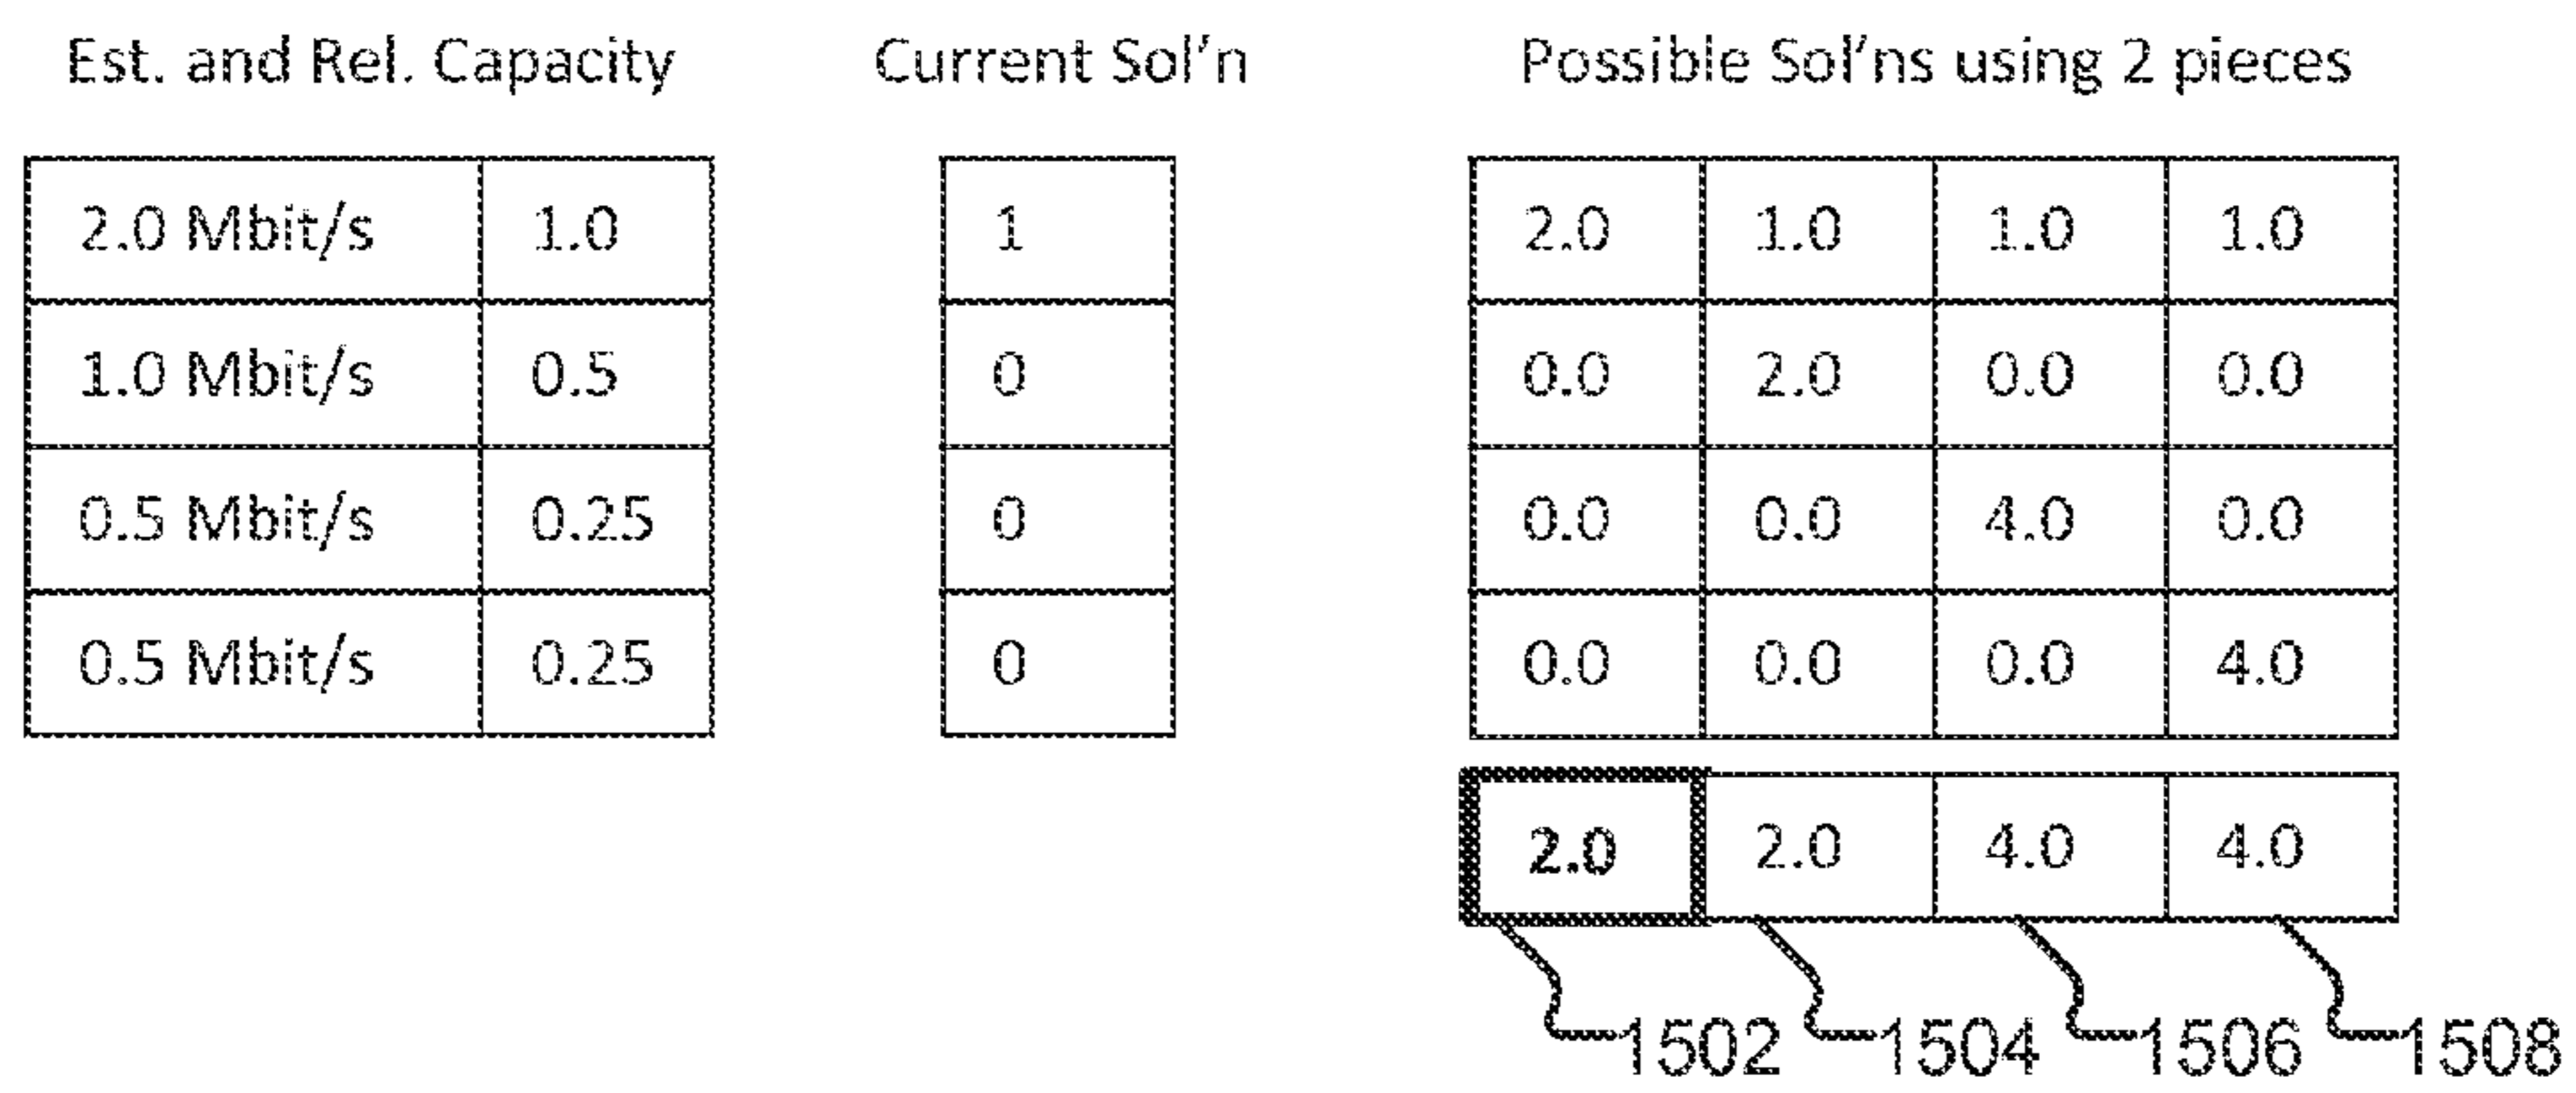 Est. and Rel. Capacity Current Sol'n Possible Sol'ns using 2 pieces
2.0 Mbit/s 1.0 1 2.0 1.0 1.0 1.0
1.0 Mbit/s 0.5 0 0.0 2.0 0.0 0.0
0.5 Mbit/s 0.25 0 0.0 0.0 4.0 0.0
0.5 Mbit/s 0.25 0 0.0 0.0 0.0 4.0
2.0 2.0 4.0 4.0
1502 1504 1506 1508